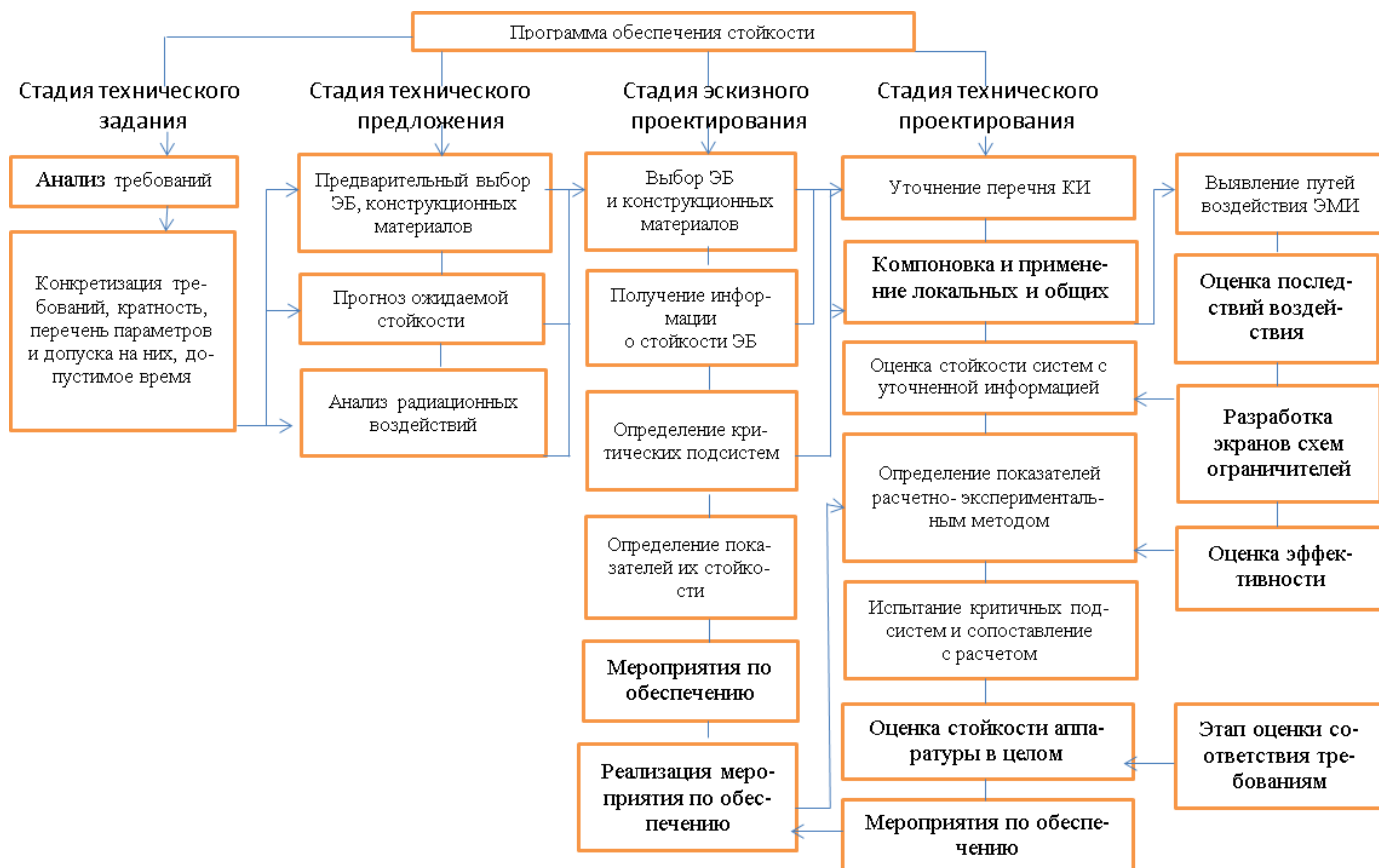 Программа обеспечения стойкости
Стадия технического
задания
Анализ требований
Конкретизация тре-
бований, кратность,
перечень параметров
и допуска на них, до-
пустимое время
Стадия технического
предложения
Предварительный выбор
ЭБ, конструкционных
материалов
Прогноз ожидаемой
стойкости
Анализ радиационных
воздействий
Стадия эскизного
проектирования
Выбор ЭБ
и конструкционных
материалов
Получение инфор-
мации
о стойкости ЭБ
Определение кри-
тических подсистем
Определение пока-
зателей их стойко-
сти
Мероприятия по
обеспечению
Реализация меро-
приятия по обес-
печению
Стадия технического
проектирования
Уточнение перечня КИ
Компоновка и примене-
ение локальных и общих
Оценка стойкости систем с
уточненной информацией
Определение показателей
расчетно- эксперименталь-
ным методом
Испытание критичных под-
систем и сопоставление
с расчетом
Оценка стойкости аппа-
ратуры в целом
Мероприятия по обеспе-
чению
Выявление путей
воздействия ЭМИ
Оценка послед-
ствий воздей-
ствия
Разработка
экранов схем
ограничителей
Оценка эффек-
тивности
Этап оценки со-
ответствия тре-
бованиям